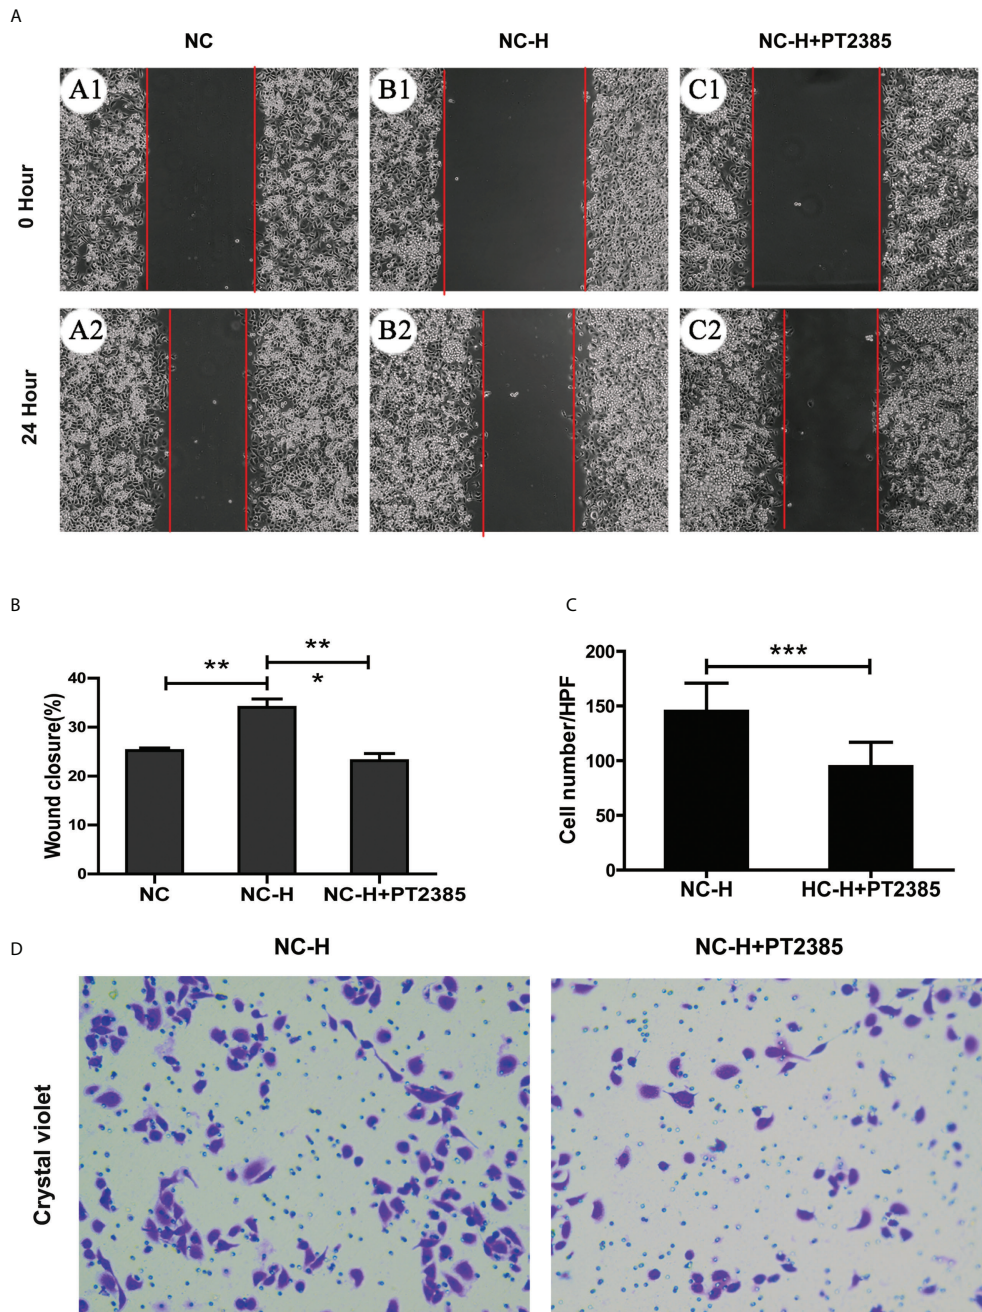 A
NC
NC-H
NC-H+PT2385
0 Hour
A1
B1
C1
24 Hour
A2
B2
C2
B
Wound closure(%)
40
30
20
10
0
**
**
*
NC
NC-H
NC-H+PT2385
C
Cell number/HPF
200
150
100
50
0
***
NC-H
HC-H+PT2385
D
NC-H
NC-H+PT2385
Crystal violet